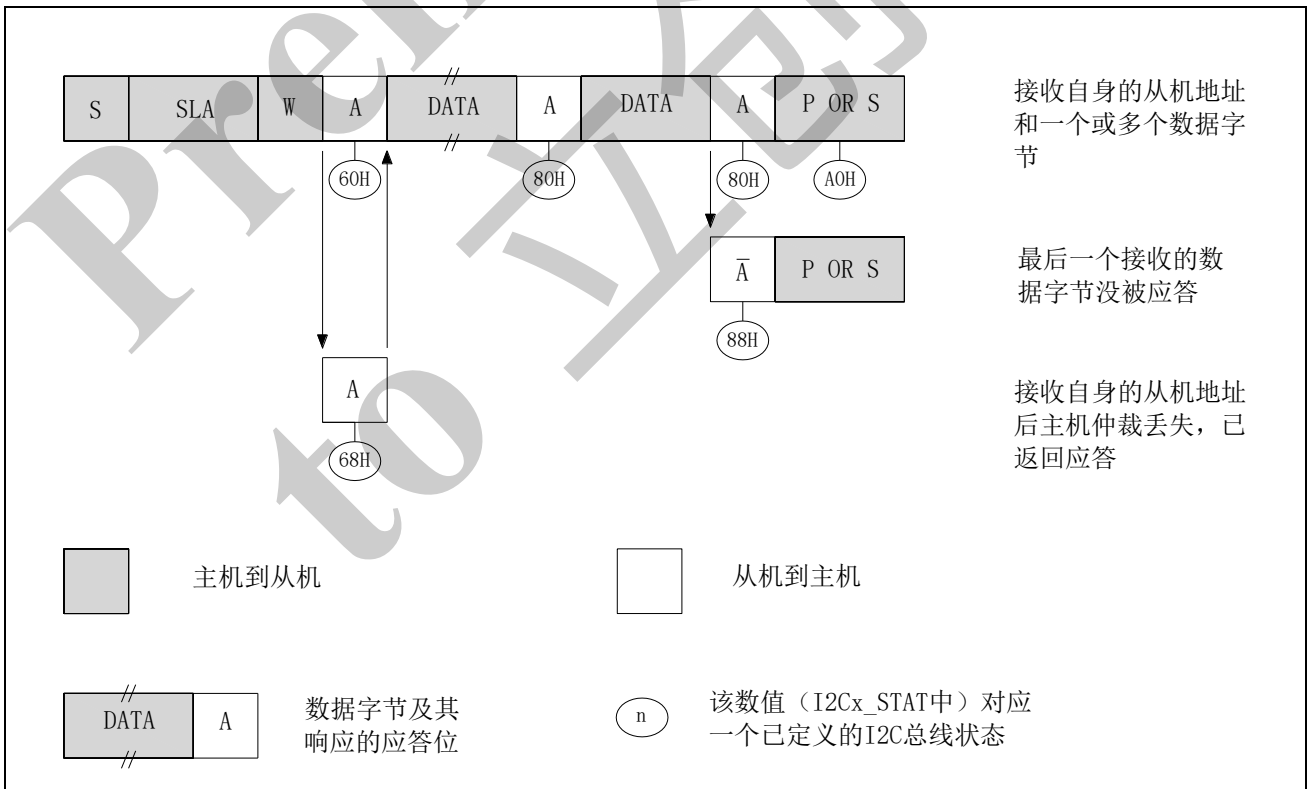 S SLA W A DATA A DATA A P OR S
接收自身的从机地址
和一个或多个数据字
节
60H 80H 80H A0H
A̅ P OR S
最后一个接收的数
据字节没被应答
88H
A
接收自身的从机地址
后主机仲裁丢失，已
返回应答
68H
主机到从机
从机到主机
DATA A
数据字节及其
响应的应答位
n
该数值（I2Cx_STAT中）对应
一个已定义的I2C总线状态
Pren
to 立创